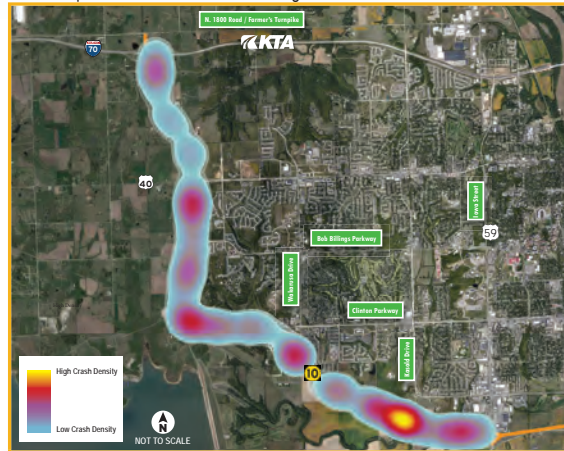 N. 1800 Road / Farmer's Turnpike
70
KTA
40
Iowa Street
59
Bob Billings Parkway
Wakarusa Drive
Clinton Parkway
Kasold Drive
10
High Crash Density
Low Crash Density
N
NOT TO SCALE